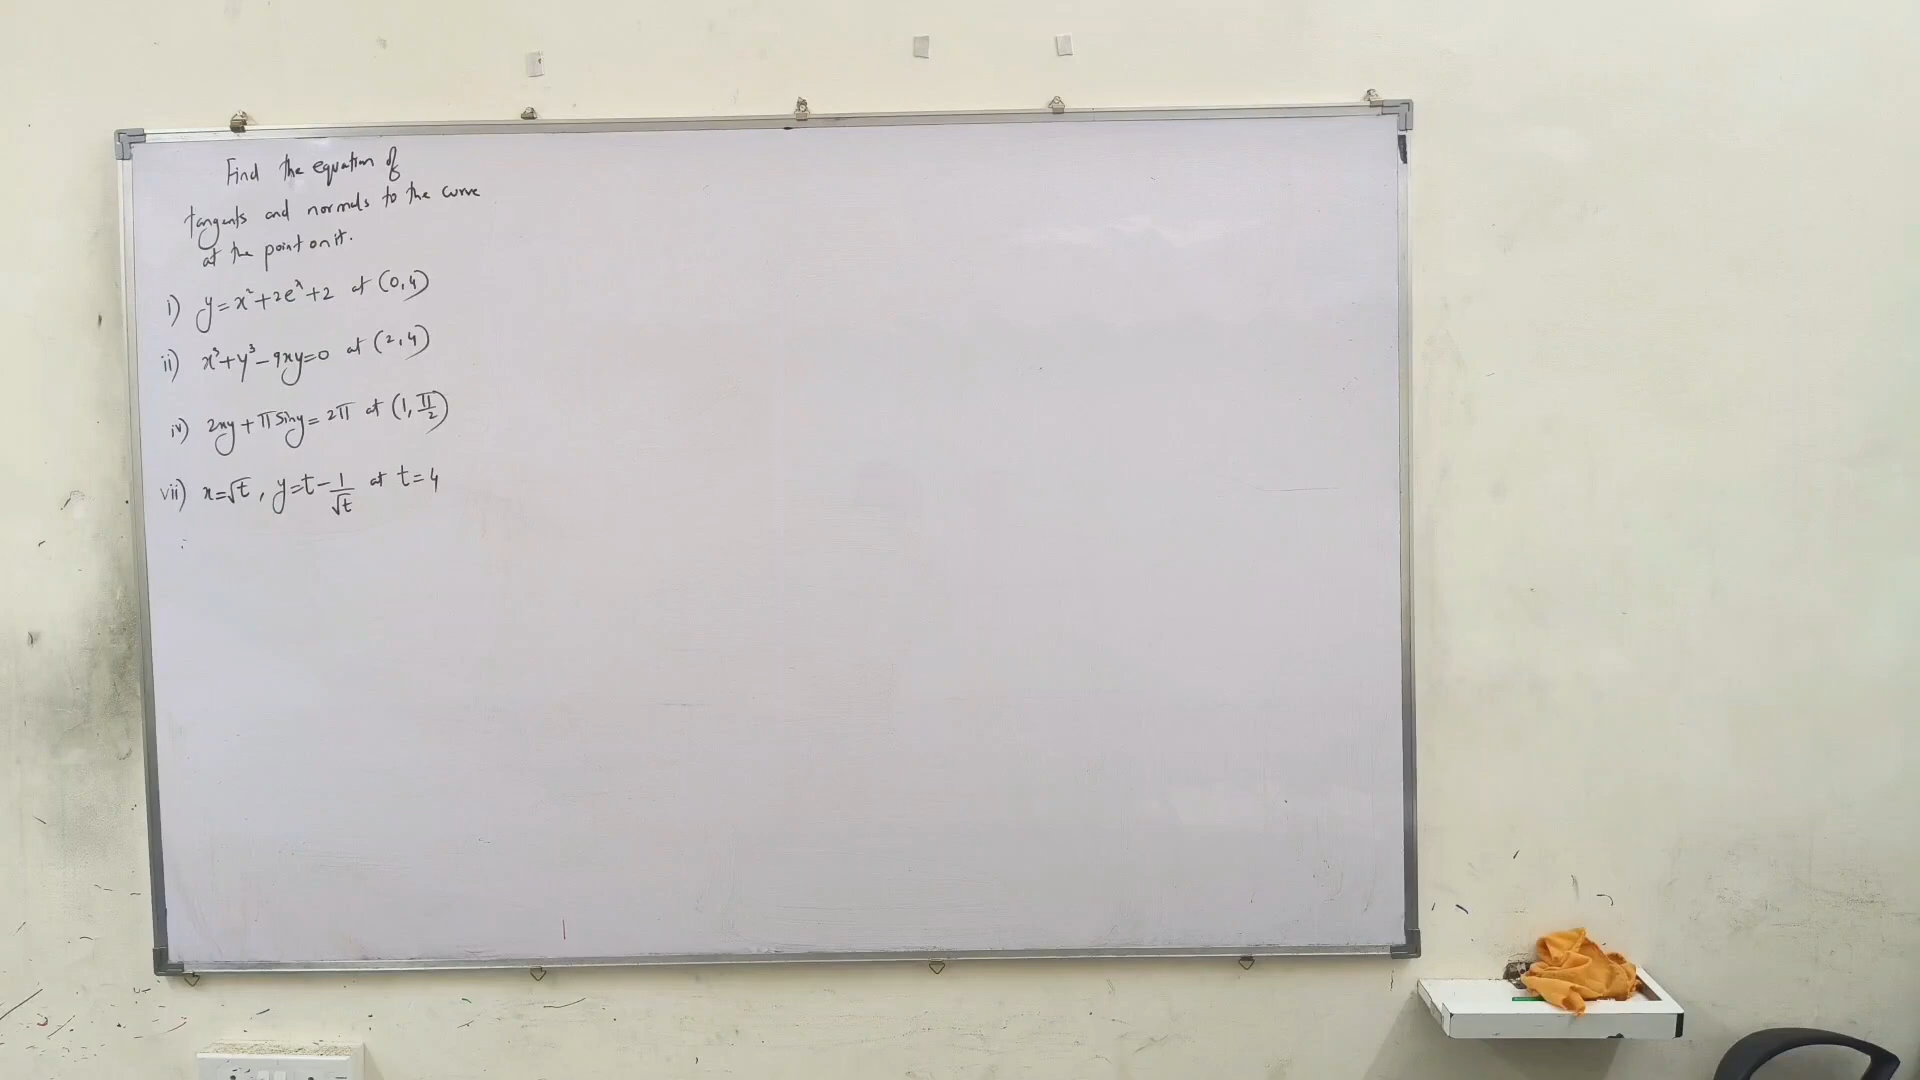 Find the equation of
tangents and normals to the curve
at the point on it.
i) y = x² + 2eˣ + 2 at (0,4)
ii) x³ + y³ - 9xy = 0 at (2,4)
iv) 2xy + π siny = 2π at (1, π/2)
vii) x = √t , y = t - 1/√t at t = 4